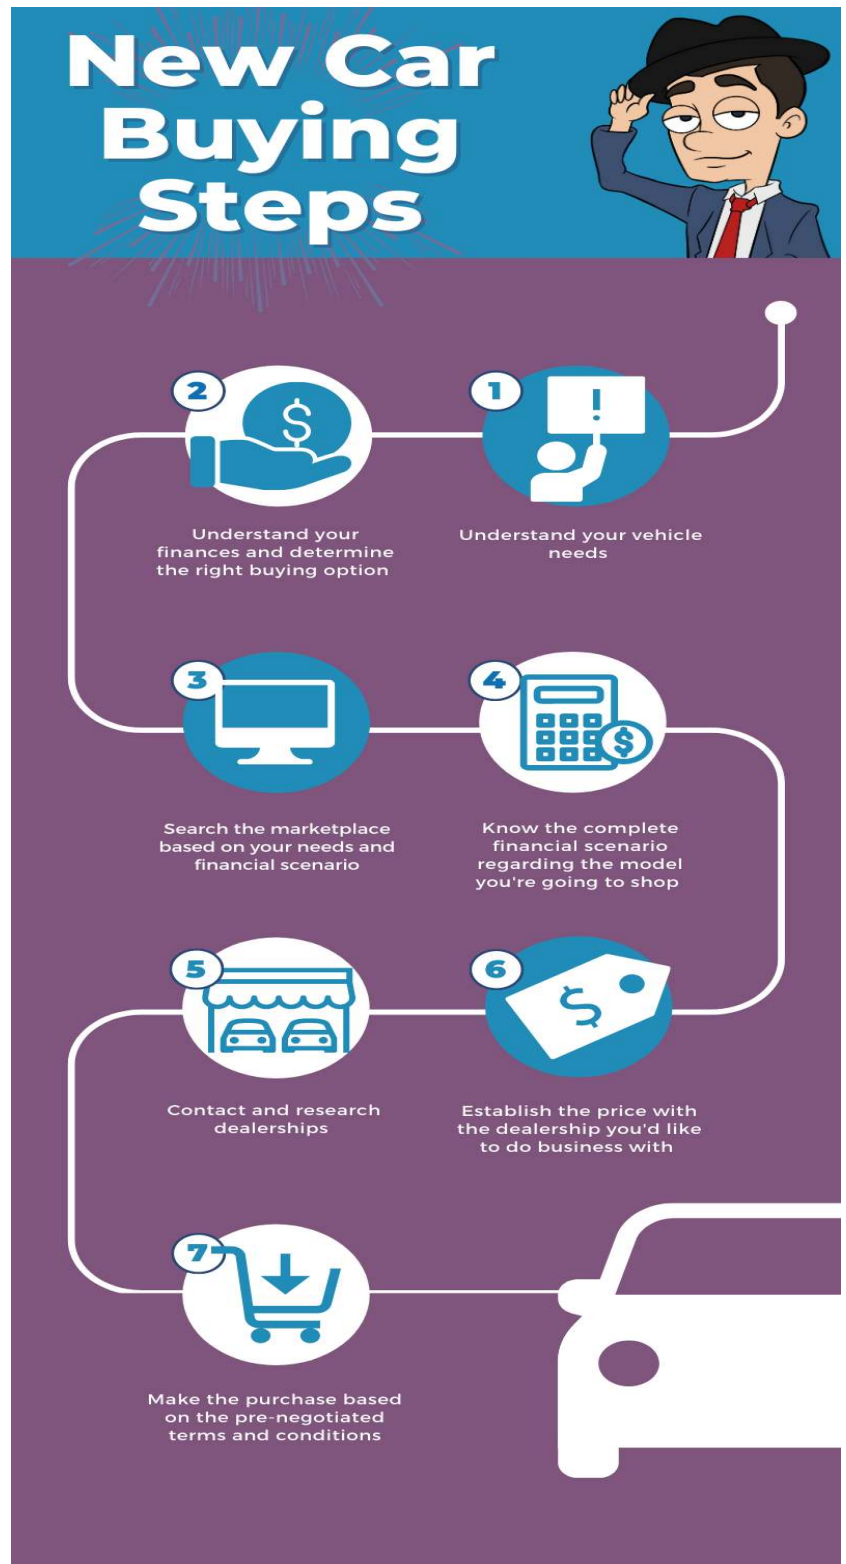 New Car
Buying
Steps
1
!
Understand your vehicle
needs
2
$
Understand your
finances and determine
the right buying option
3
Search the marketplace
based on your needs and
financial scenario
4
$
Know the complete
financial scenario
regarding the model
you're going to shop
5
Contact and research
dealerships
6
$
Establish the price with
the dealership you'd like
to do business with
7
Make the purchase based
on the pre-negotiated
terms and conditions